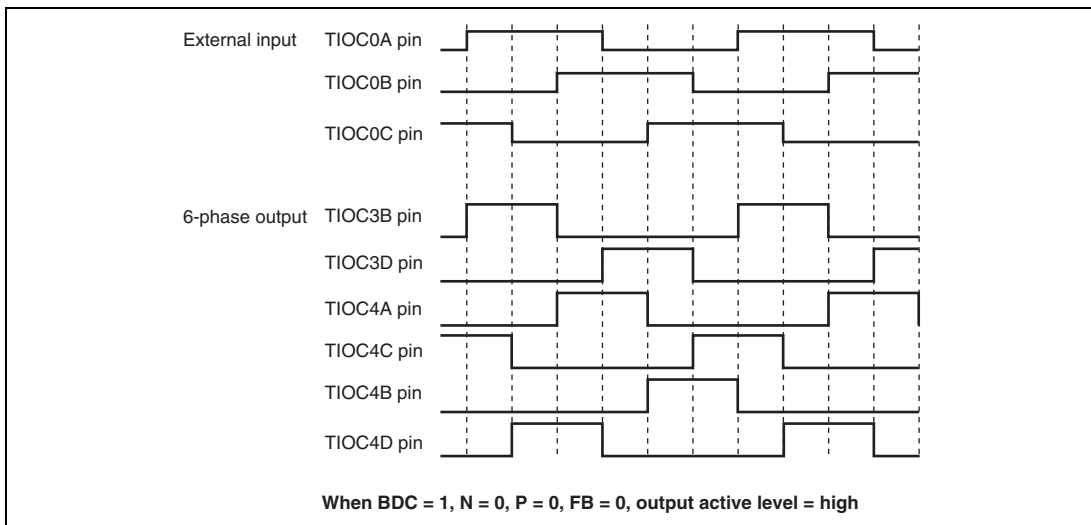 External input TIOC0A pin
TIOC0B pin
TIOC0C pin
6-phase output TIOC3B pin
TIOC3D pin
TIOC4A pin
TIOC4C pin
TIOC4B pin
TIOC4D pin
When BDC = 1, N = 0, P = 0, FB = 0, output active level = high